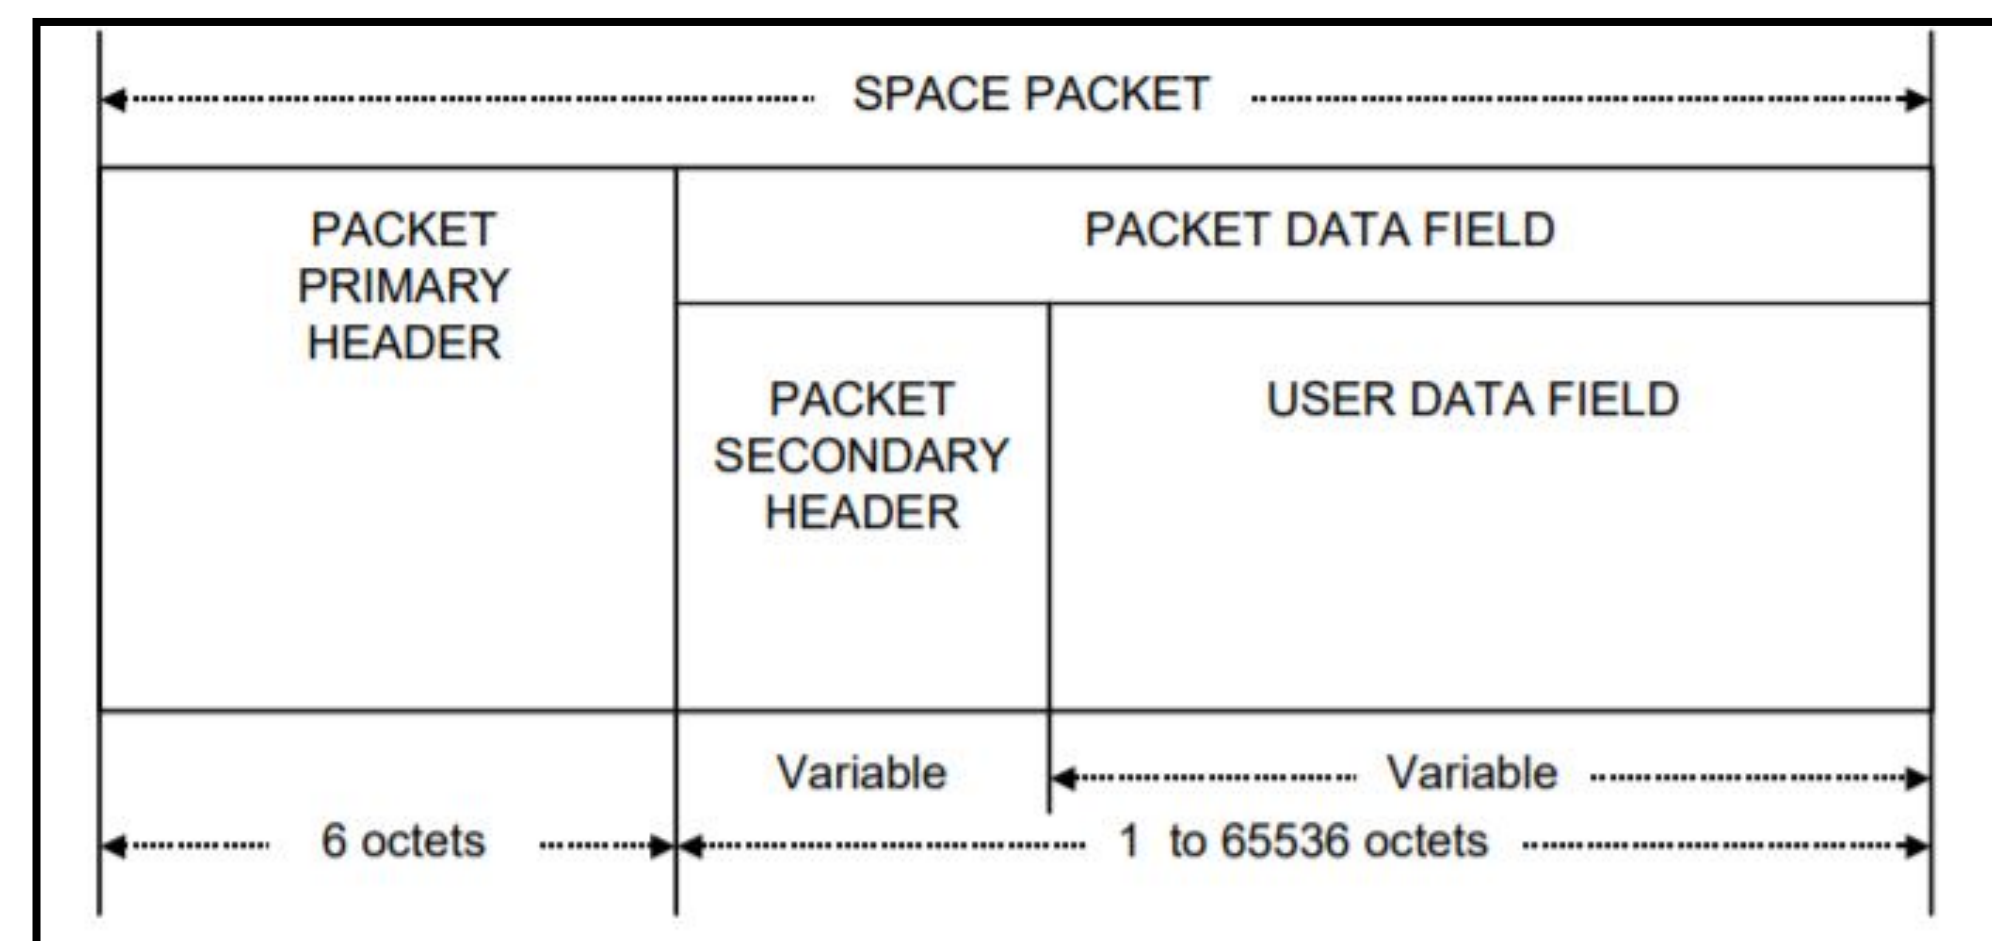 SPACE PACKET
PACKET
PRIMARY
HEADER
PACKET DATA FIELD
PACKET
SECONDARY
HEADER
USER DATA FIELD
Variable
Variable
6 octets
1 to 65536 octets